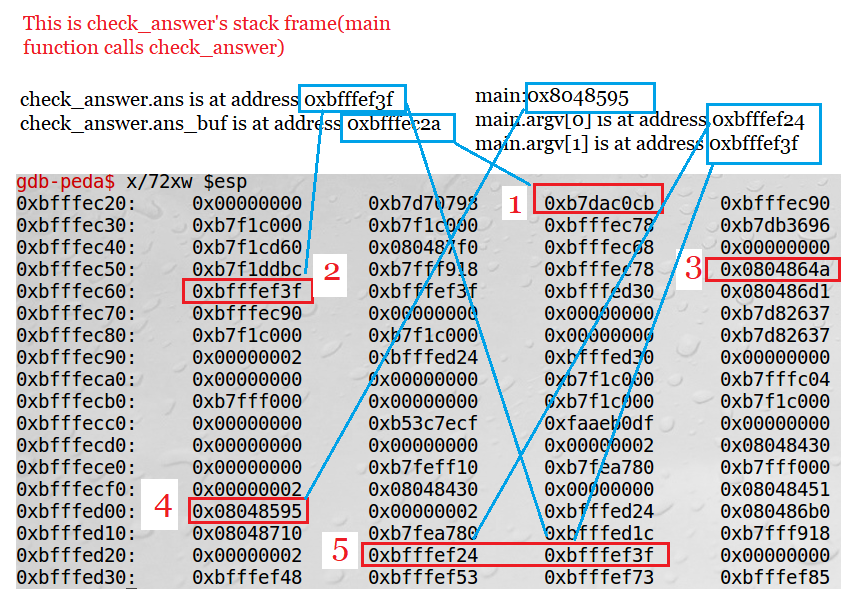 This is check_answer's stack frame(main
function calls check_answer)
check_answer.ans is at address 0xbfffef3f
check_answer.ans_buf is at address 0xbfffec2a
main:0x8048595
main.argv[0] is at address 0xbfffef24
main.argv[1] is at address 0xbfffef3f
gdb-peda$ x/72xw $esp
0xbfffec20: 0x00000000 0xb7d70798 1 0xb7dac0cb 0xbfffec90
0xbfffec30: 0xb7f1c000 0xb7f1c000 0xbfffec78 0xb7db3696
0xbfffec40: 0xb7f1cd60 0x080487f0 0xbfffec68 0x00000000
0xbfffec50: 0xb7f1ddbc 2 0xb7fff918 0xbfffec78 3 0x0804864a
0xbfffec60: 0xbfffef3f 0xbfffef3f 0xbfffed30 0x080486d1
0xbfffec70: 0xbfffec90 0x00000000 0x00000000 0xb7d82637
0xbfffec80: 0xb7f1c000 0xb7f1c000 0x00000000 0xb7d82637
0xbfffec90: 0x00000002 0xbfffed24 0xbfffed30 0x00000000
0xbfffeca0: 0x00000000 0x00000000 0xb7f1c000 0xb7fffc04
0xbfffecb0: 0xb7fff000 0x00000000 0xb7f1c000 0xb7f1c000
0xbfffecc0: 0x00000000 0xb53c7ecf 0xfaaeb0df 0x00000000
0xbfffecd0: 0x00000000 0x00000000 0x00000002 0x08048430
0xbfffece0: 0x00000000 0xb7feff10 0xb7fea780 0xb7fff000
0xbfffecf0: 0x00000002 0x08048430 0x00000000 0x08048451
0xbfffed00: 4 0x08048595 0x00000002 0xbfffed24 0x080486b0
0xbfffed10: 0x08048710 0xb7fea780 0xbfffed1c 0xb7fff918
0xbfffed20: 0x00000002 5 0xbfffef24 0xbfffef3f 0x00000000
0xbfffed30: 0xbfffef48 0xbfffef53 0xbfffef73 0xbfffef85